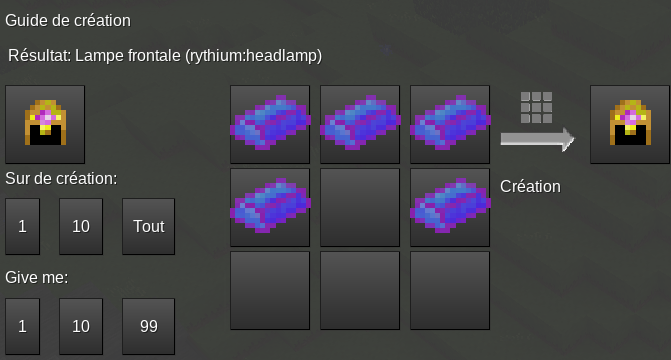 Guide de création
Résultat: Lampe frontale (rythium:headlamp)
Sur de création:
1 10 Tout
Give me:
1 10 99
Création